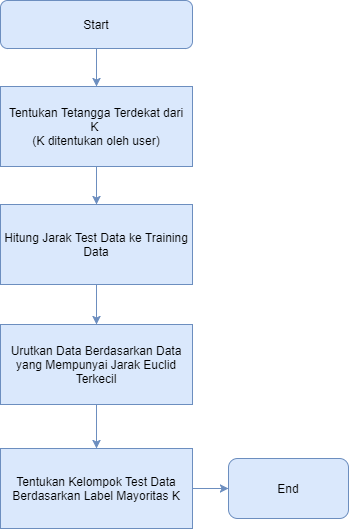 Start
Tentukan Tetangga Terdekat dari
K
(K ditentukan oleh user)
Hitung Jarak Test Data ke Training
Data
Urutkan Data Berdasarkan Data
yang Mempunyai Jarak Euclid
Terkecil
Tentukan Kelompok Test Data
Berdasarkan Label Mayoritas K
End